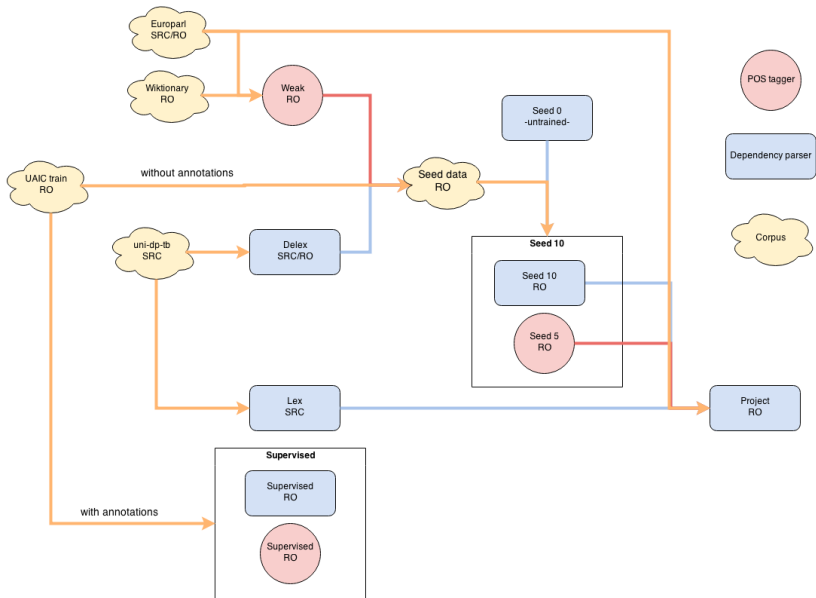 Europarl
SRC/RO
Wiktionary
RO
Weak
RO
Seed 0
-untrained-
POS tagger
Dependency parser
Corpus
UAIC train
RO
without annotations
Seed data
RO
uni-dp-tb
SRC
Delex
SRC/RO
Seed 10
Seed 10
RO
Seed 5
RO
Lex
SRC
Project
RO
Supervised
Supervised
RO
with annotations
Supervised
RO